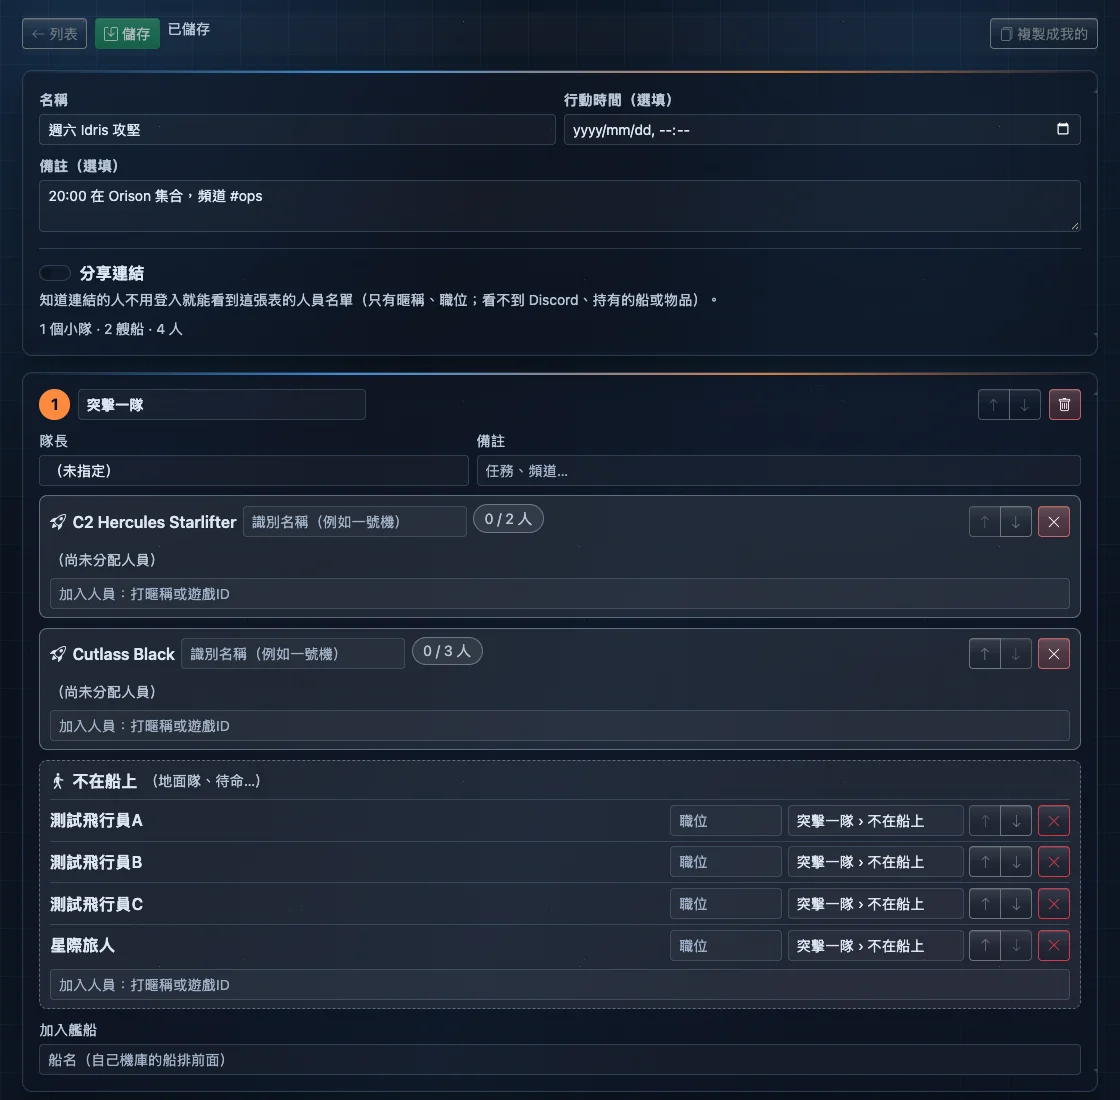 ← 列表
儲存
已儲存
複製成我的
名稱
行動時間（選填）
週六 Idris 攻堅
yyyy/mm/dd, --:--
備註（選填）
20:00 在 Orison 集合，頻道 #ops
分享連結
知道連結的人不用登入就能看到這張表的人員名單（只有暱稱、職位；看不到 Discord、持有的船或物品）。
1 個小隊 · 2 艘船 · 4 人
1
突擊一隊
↑ ↓
隊長
備註
（未指定）
任務、頻道...
C2 Hercules Starlifter
識別名稱（例如一號機）
0 / 2 人
↑ ↓
（尚未分配人員）
加入人員：打暱稱或遊戲ID
Cutlass Black
識別名稱（例如一號機）
0 / 3 人
↑ ↓
（尚未分配人員）
加入人員：打暱稱或遊戲ID
不在船上 （地面隊、待命...）
測試飛行員A 職位 突擊一隊 › 不在船上 ↑ ↓
測試飛行員B 職位 突擊一隊 › 不在船上 ↑ ↓
測試飛行員C 職位 突擊一隊 › 不在船上 ↑ ↓
星際旅人 職位 突擊一隊 › 不在船上 ↑ ↓
加入人員：打暱稱或遊戲ID
加入艦船
船名（自己機庫的船排前面）